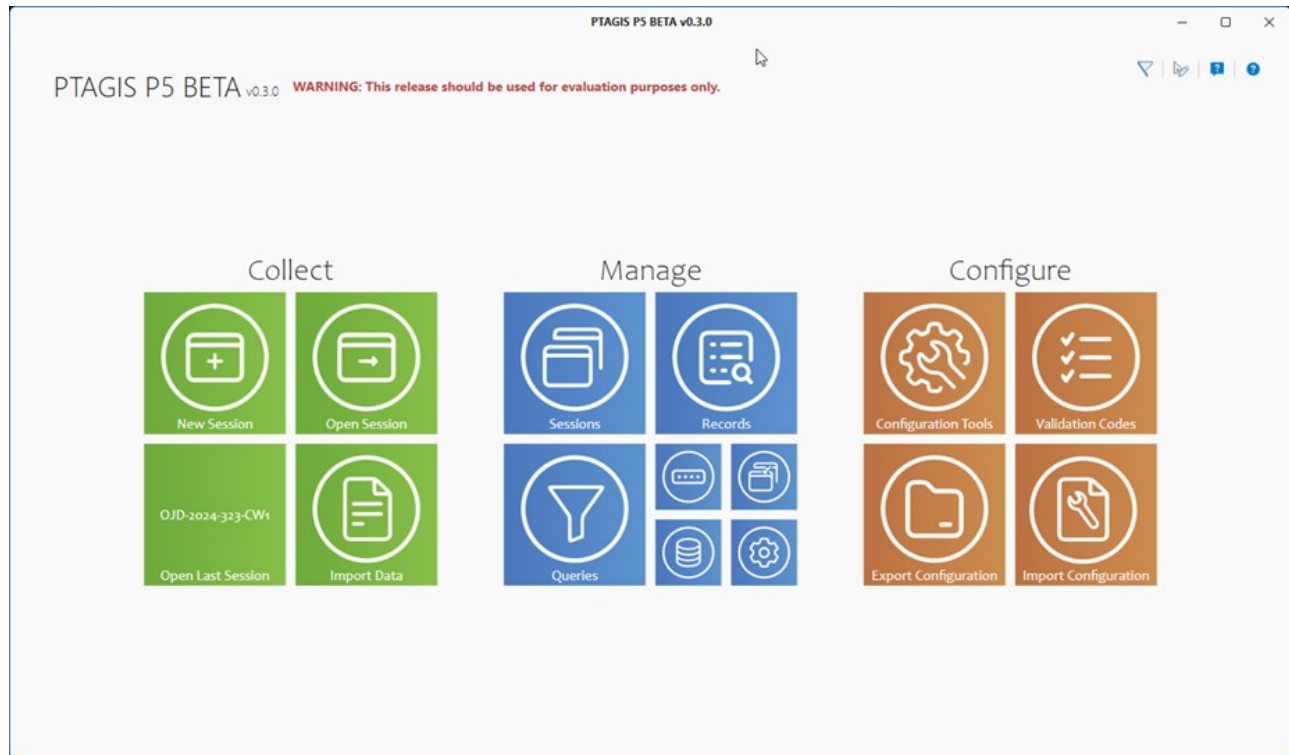 PTAGIS P5 BETA v0.3.0
PTAGIS P5 BETA v0.3.0 WARNING: This release should be used for evaluation purposes only.
Collect
Manage
Configure
New Session
Open Session
Sessions
Records
Configuration Tools
Validation Codes
OJD-2024-323-CW1
Open Last Session
Import Data
Queries
Export Configuration
Import Configuration